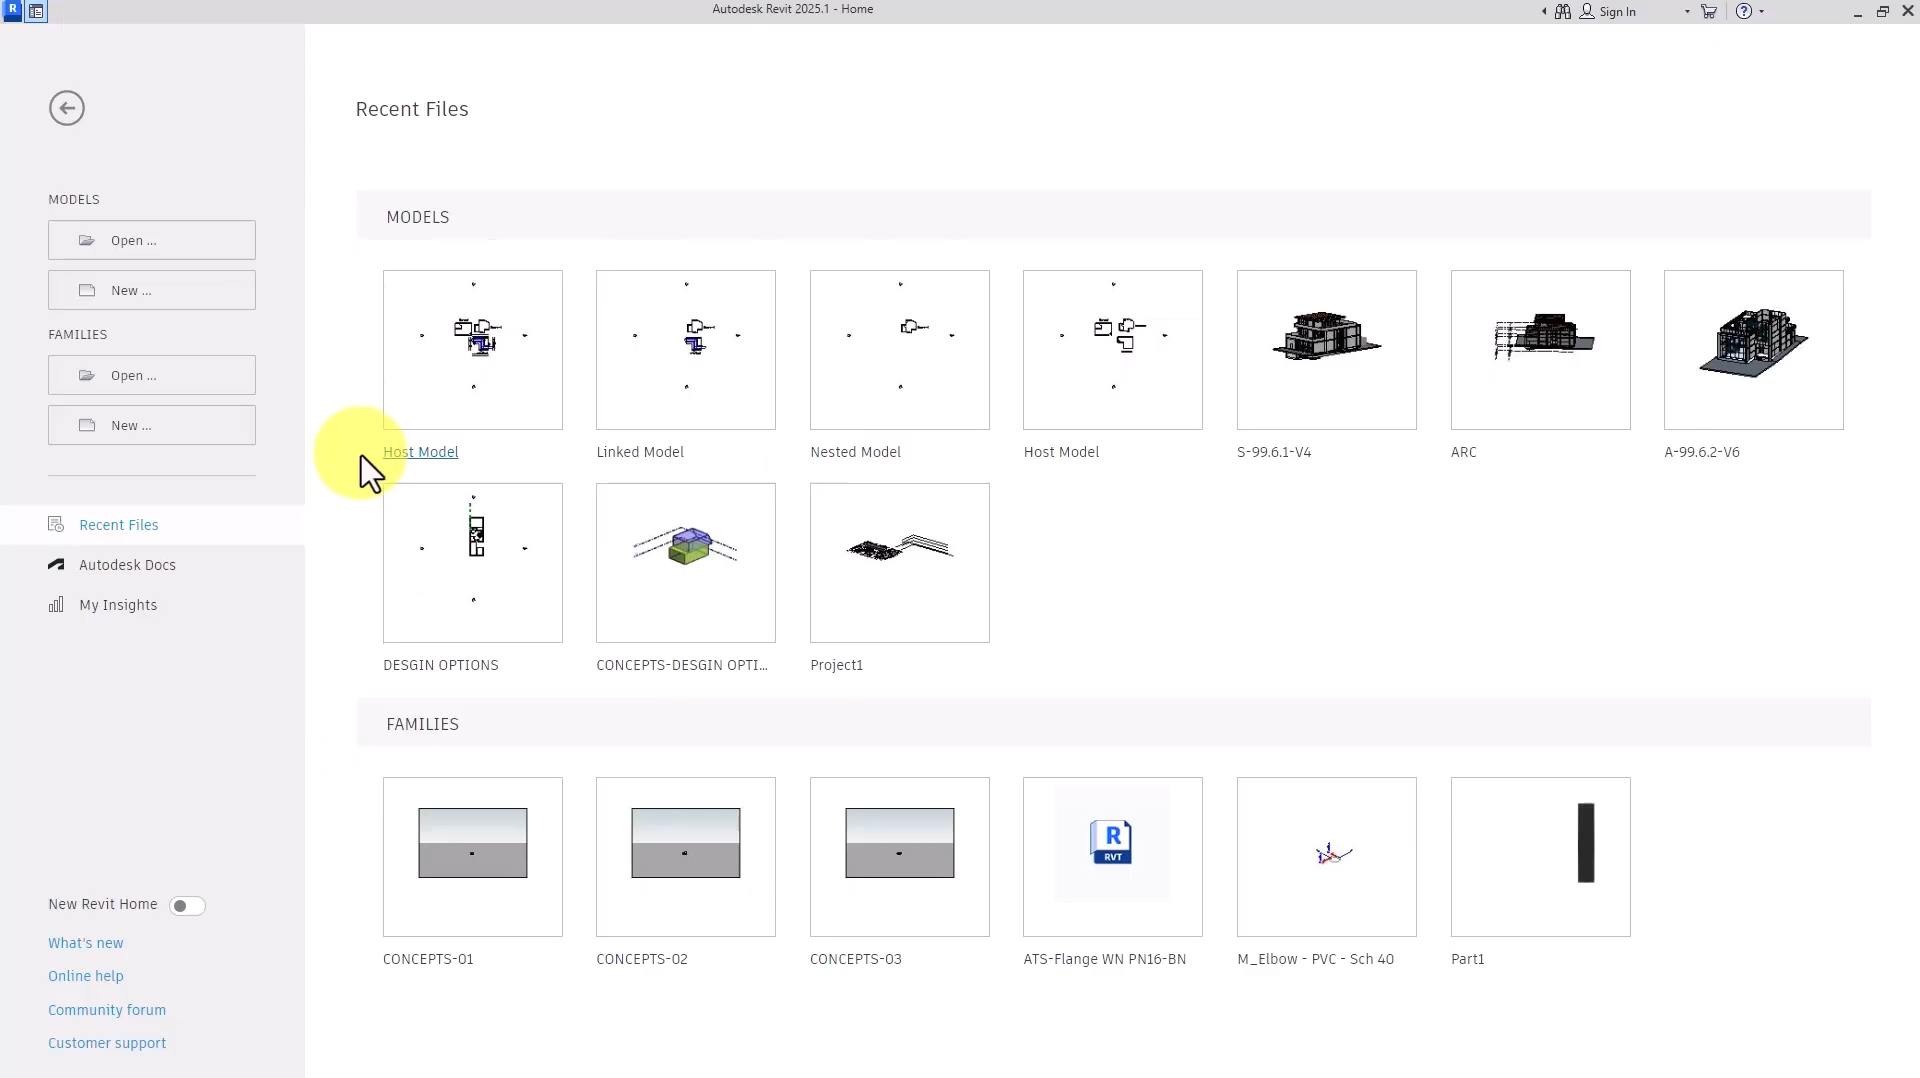 Autodesk Revit 2025.1 - Home
Sign In
Recent Files
MODELS
Open ...
New ...
FAMILIES
Open ...
New ...
Recent Files
Autodesk Docs
My Insights
New Revit Home
What's new
Online help
Community forum
Customer support
MODELS
Host Model
Linked Model
Nested Model
Host Model
S-99.6.1-V4
ARC
A-99.6.2-V6
DESGIN OPTIONS
CONCEPTS-DESGIN OPTI...
Project1
FAMILIES
R
RVT
CONCEPTS-01
CONCEPTS-02
CONCEPTS-03
ATS-Flange WN PN16-BN
M_Elbow - PVC - Sch 40
Part1